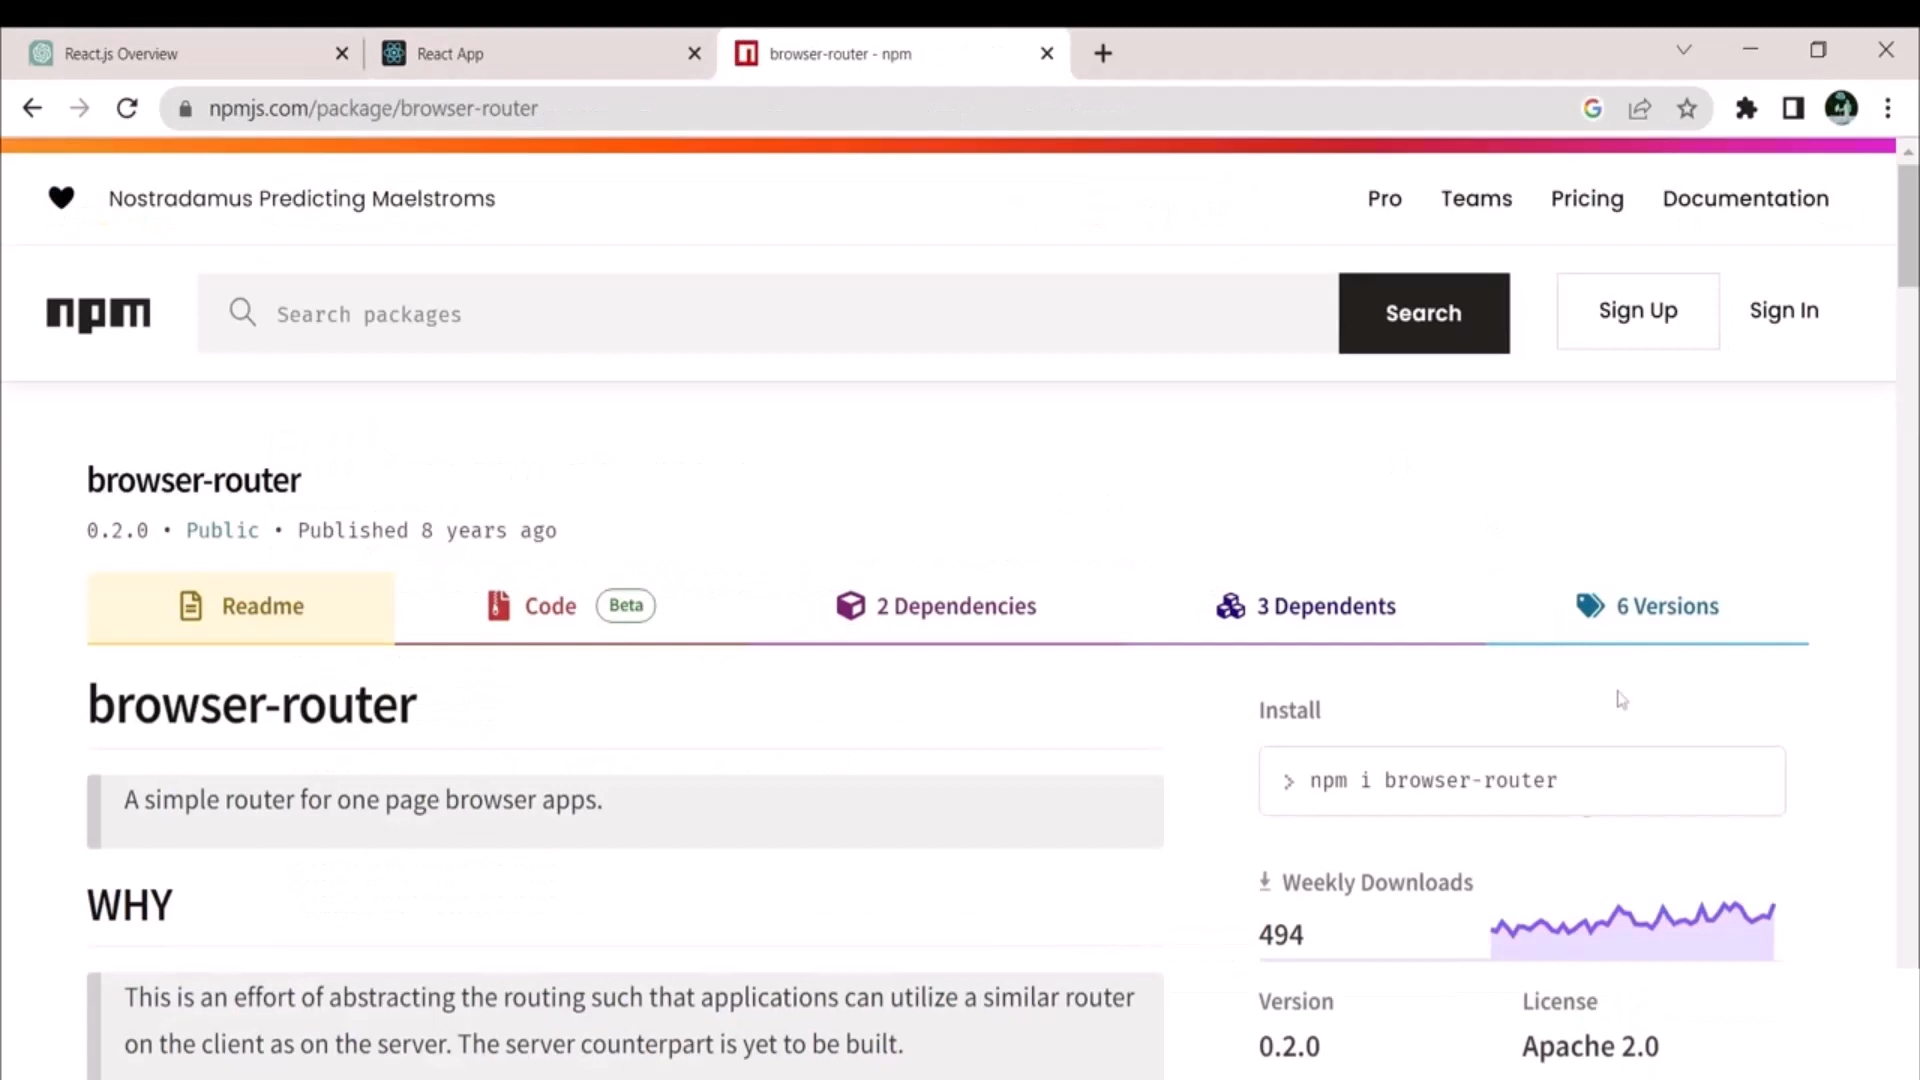 React.js Overview
React App
browser-router - npm
npmjs.com/package/browser-router
Nostradamus Predicting Maelstroms
Pro
Teams
Pricing
Documentation
npm
Search packages
Search
Sign Up
Sign In
browser-router
0.2.0 • Public • Published 8 years ago
Readme
Code
Beta
2 Dependencies
3 Dependents
6 Versions
browser-router
A simple router for one page browser apps.
WHY
This is an effort of abstracting the routing such that applications can utilize a similar router
on the client as on the server. The server counterpart is yet to be built.
Install
> npm i browser-router
Weekly Downloads
494
Version
License
0.2.0
Apache 2.0